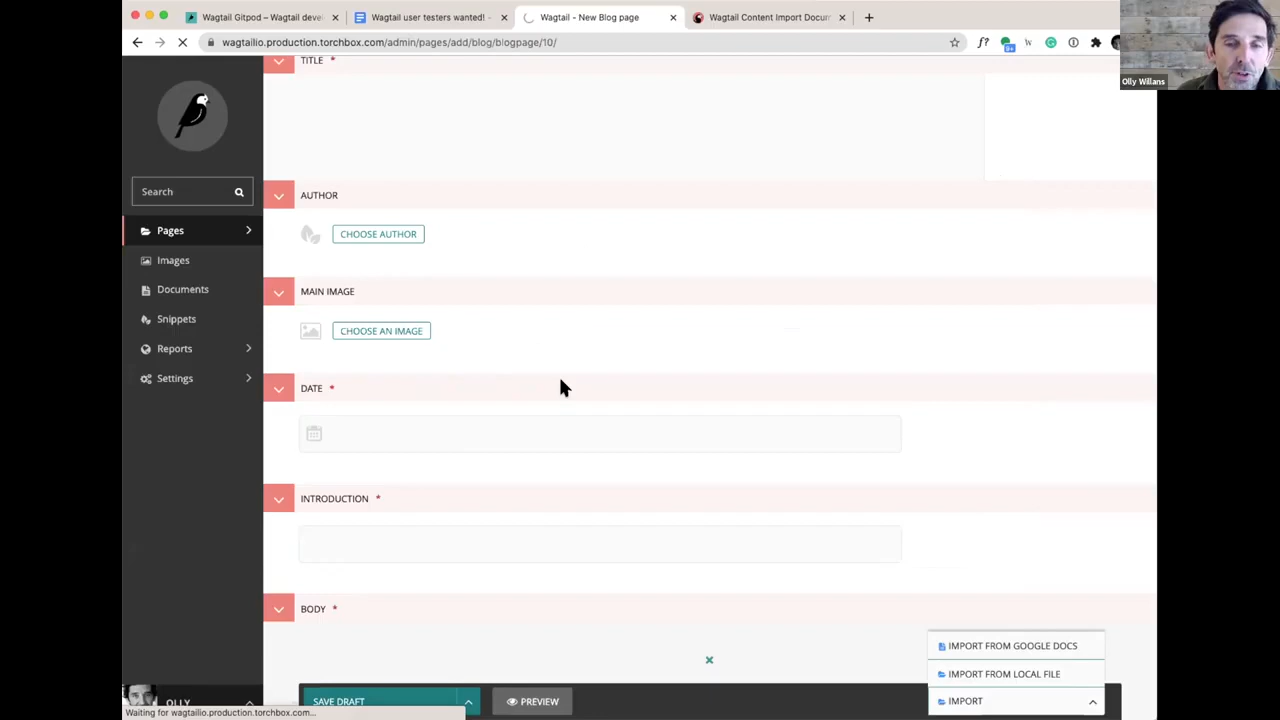 Wagtail Gitpod – Wagtail devel
Wagtail user testers wanted! -
Wagtail - New Blog page
Wagtail Content Import Docum
wagtailio.production.torchbox.com/admin/pages/add/blog/blogpage/10/
f?
9+
W
Olly Willans
TITLE *
Search
AUTHOR
Pages
CHOOSE AUTHOR
Images
Documents
MAIN IMAGE
Snippets
CHOOSE AN IMAGE
Reports
Settings
DATE *
INTRODUCTION *
BODY *
IMPORT FROM GOOGLE DOCS
IMPORT FROM LOCAL FILE
OLLY
SAVE DRAFT
PREVIEW
IMPORT
Waiting for wagtailio.production.torchbox.com...